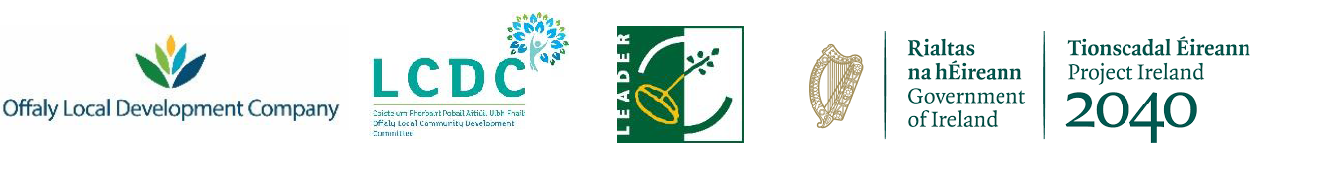 Offaly Local Development Company
LCDC
Offaly Local Community Development
Committee
LEADER
Rialtas
na hÉireann
Government
of Ireland
Tionscadal Éireann
Project Ireland
2040